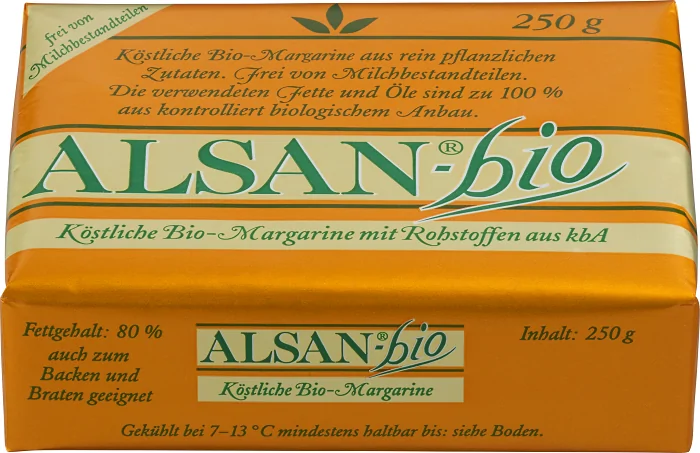 frei von
Milchbestandteilen
250 g
Köstliche Bio-Margarine aus rein pflanzlichen
Zutaten. Frei von Milchbestandteilen.
Die verwendeten Fette und Öle sind zu 100 %
aus kontrolliert biologischem Anbau.
ALSAN®-bio
Köstliche Bio-Margarine mit Rohstoffen aus kbA
Fettgehalt: 80 %
auch zum
Backen und
Braten geeignet
ALSAN®-bio
Köstliche Bio-Margarine
Inhalt: 250 g
Gekühlt bei 7–13 °C mindestens haltbar bis: siehe Boden.